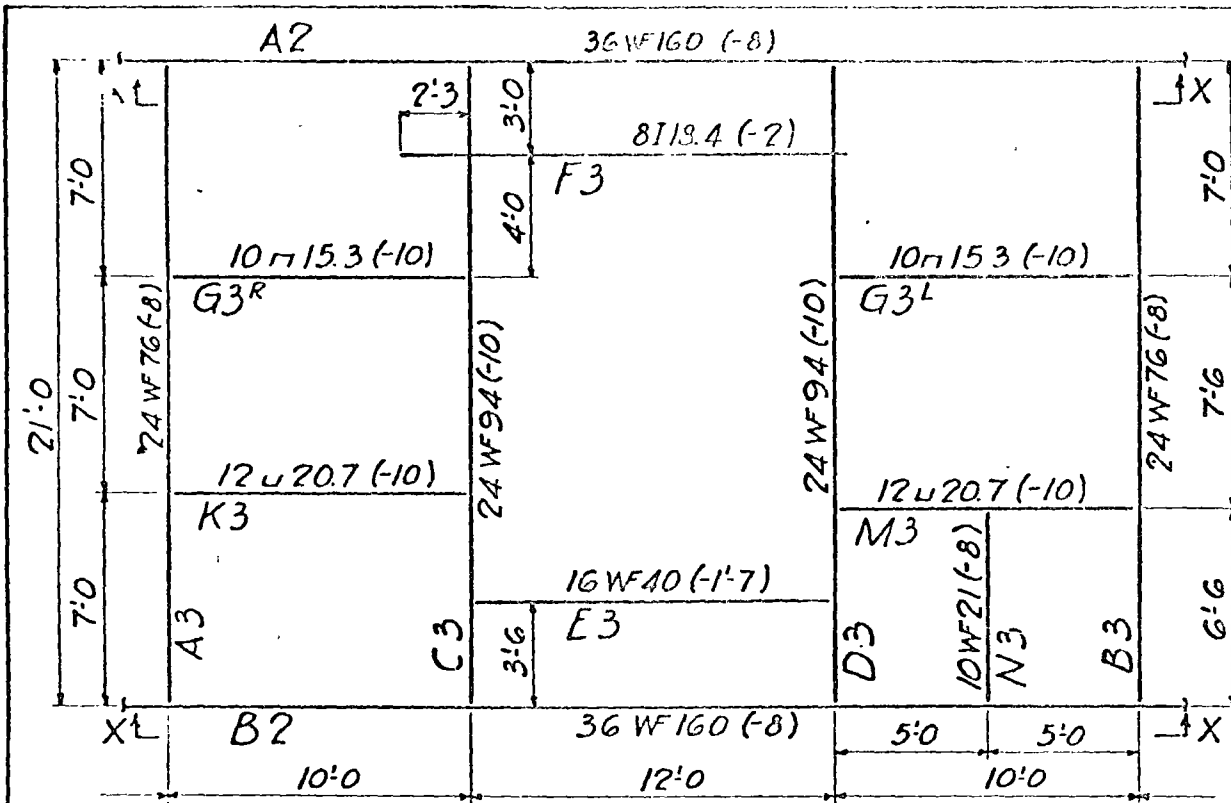 A2 36 WF 160 (-8)
X
2'-3
3'-0
8 I 18.4 (-2)
F3
4'-0
7'-0
7'-0
10 ⊓ 15.3 (-10)
G3R
10 ⊓ 15 3 (-10)
G3L
24 WF 76 (-8)
24 WF 94 (-10)
24 WF 94 (-10)
24 WF 76 (-8)
21'-0
7'-0
7'-6
12 ⊔ 20.7 (-10)
K3
12 ⊔ 20.7 (-10)
M3
16 WF 40 (-1'-7)
E3
7'-0
A3
C3
3'-6
D3
10 WF 21 (-8)
N3
B3
6'-6
X B2 36 WF 160 (-8) X
5'-0 5'-0
10'-0 12'-0 10'-0